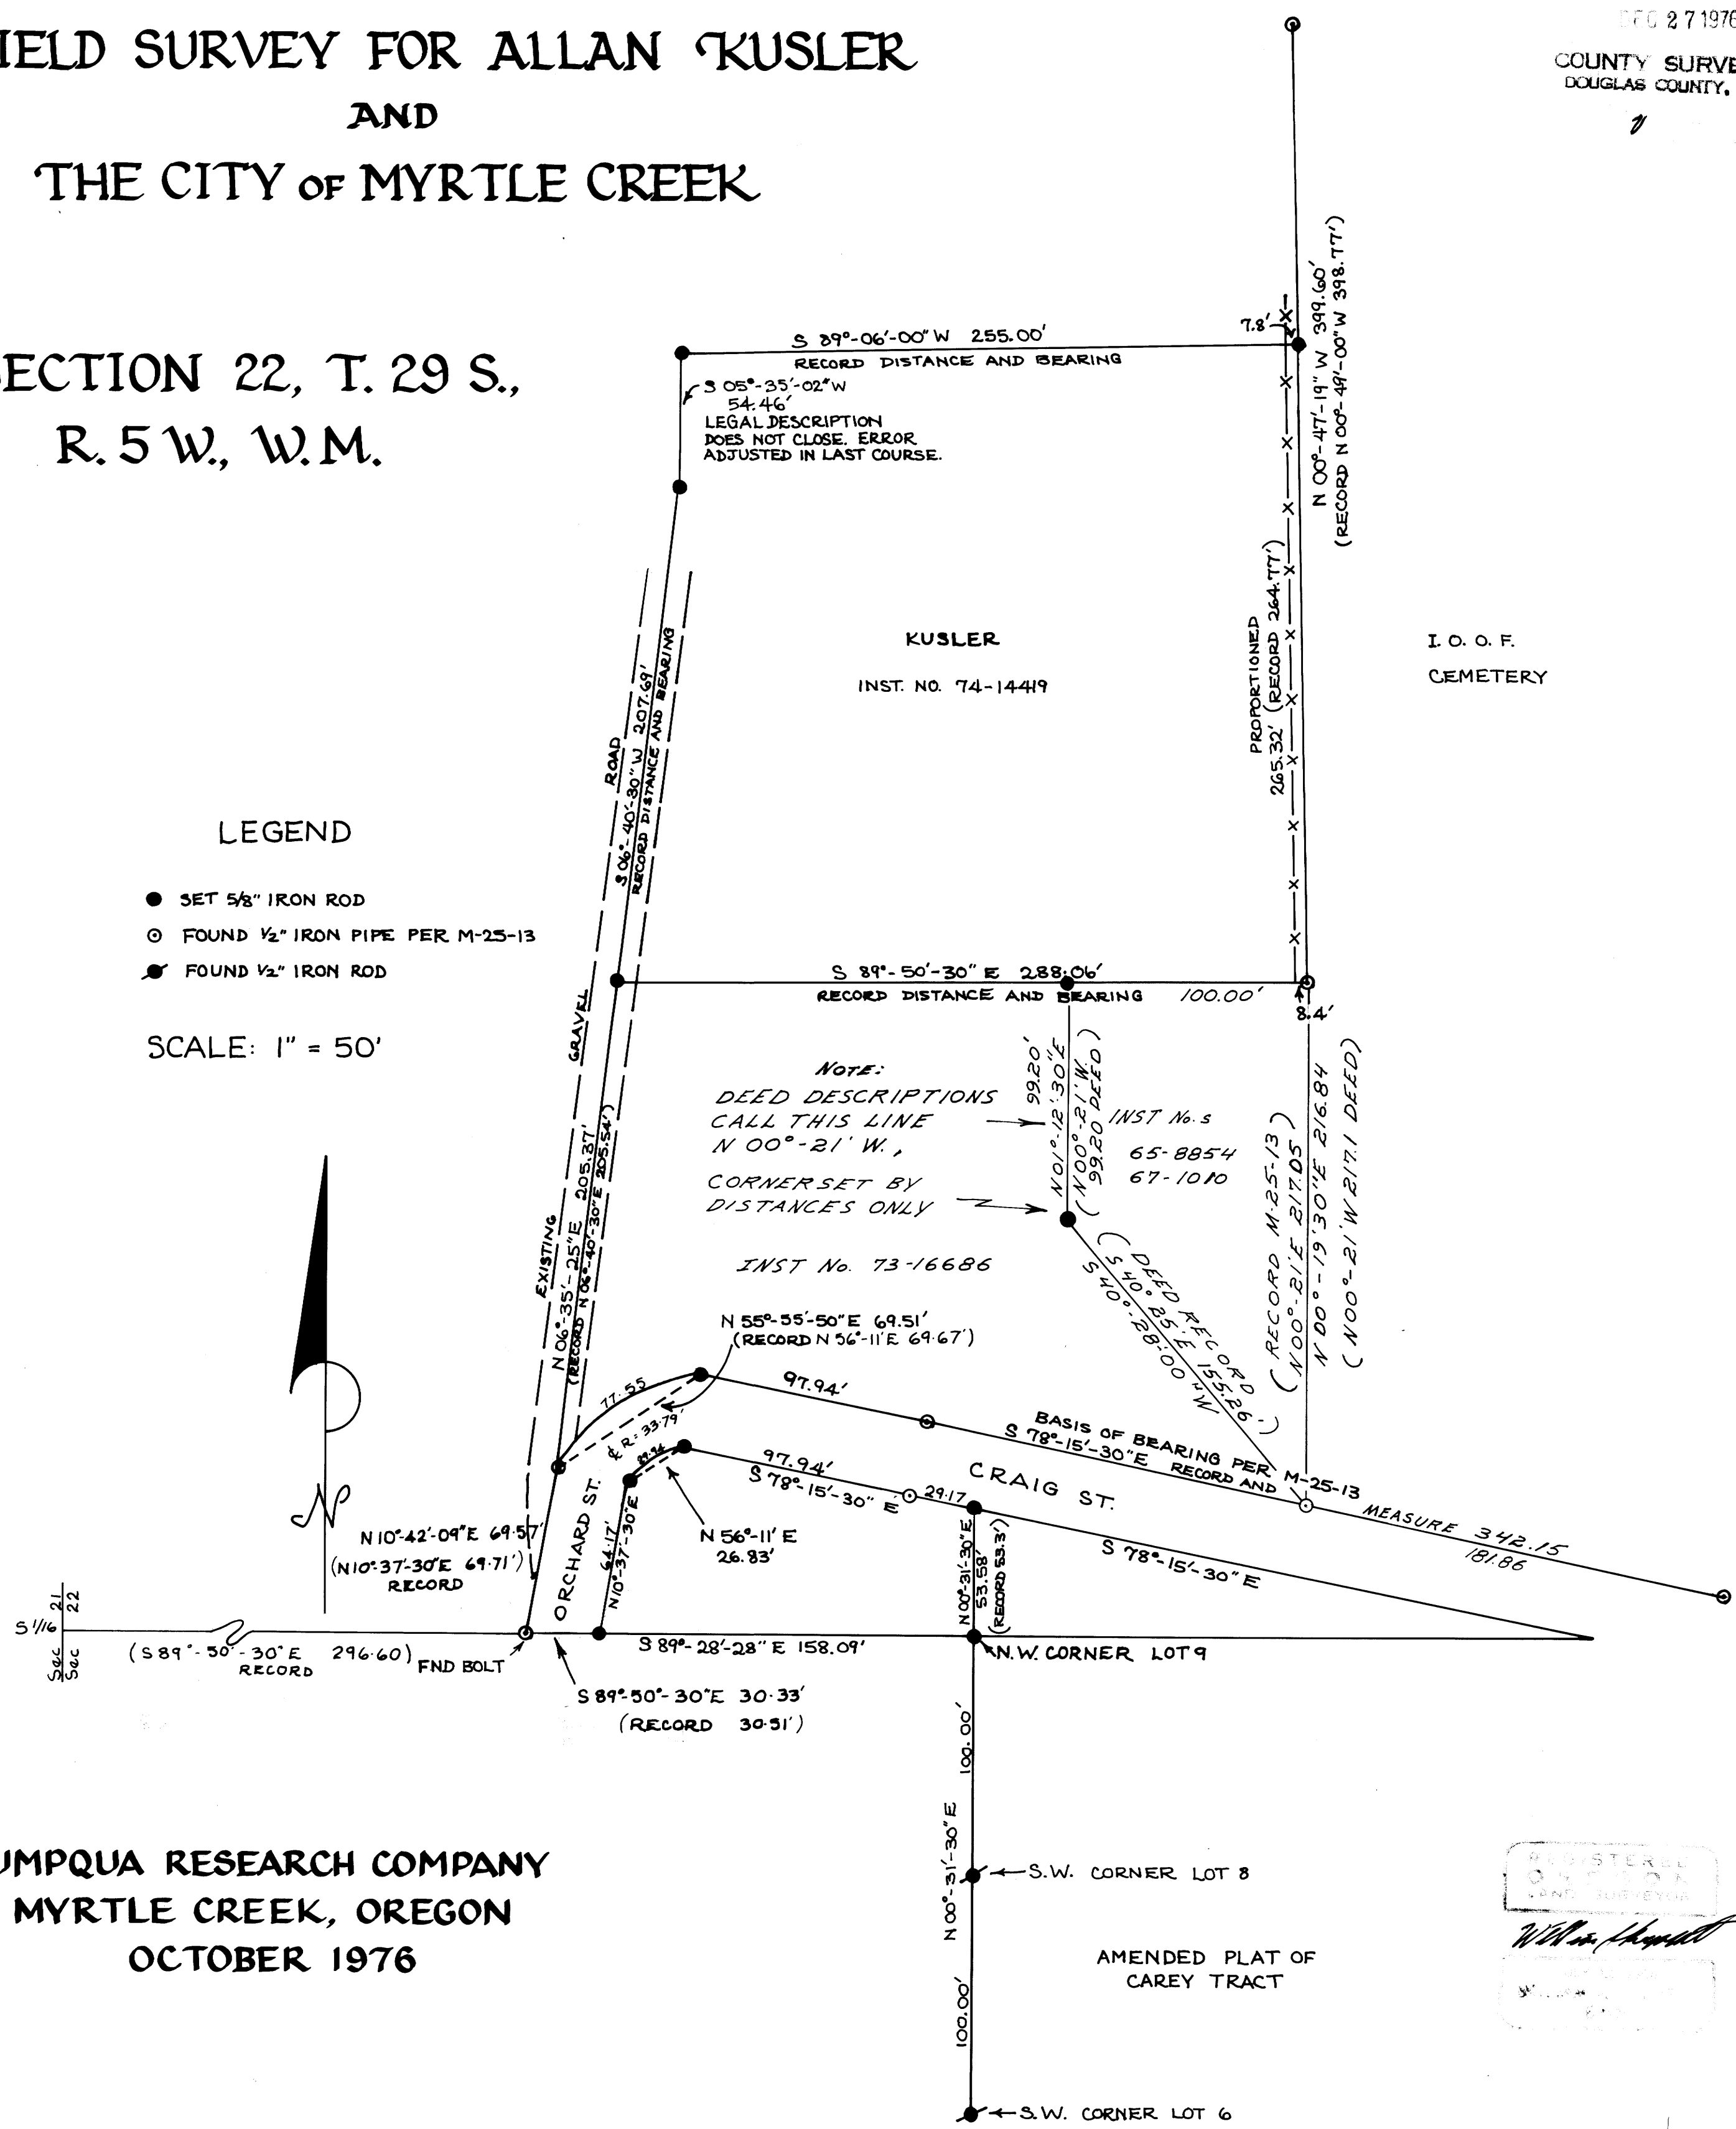 IELD SURVEY FOR ALLAN KUSLER
AND
THE CITY OF MYRTLE CREEK
ECTION 22, T. 29 S.,
R. 5 W., W.M.
27 1976
COUNTY SURVE
DOUGLAS COUNTY,
S 89°-06'-00" W 255.00'
RECORD DISTANCE AND BEARING
7.8'
S 05°-35'-02" W
54.46'
LEGAL DESCRIPTION
DOES NOT CLOSE. ERROR
ADJUSTED IN LAST COURSE.
N 00°-47'-19" W 399.60'
(RECORD N 00°-49'-00" W 398.77')
PROPORTIONED
265.32' (RECORD 264.77')
KUSLER
INST. NO. 74-14419
I. O. O. F.
CEMETERY
ROAD
S 06°-40'-30" W 207.69'
RECORD DISTANCE AND BEARING
LEGEND
SET 5/8" IRON ROD
FOUND 1/2" IRON PIPE PER M-25-13
FOUND 1/2" IRON ROD
SCALE: 1" = 50'
S 89°-50'-30" E 288.06'
RECORD DISTANCE AND BEARING 100.00'
8.4'
GRAVEL
EXISTING
N 06°-35'-25" E 205.37'
(RECORD N 06°-40'-30" E 205.54')
NOTE:
DEED DESCRIPTIONS
CALL THIS LINE
N 00°-21' W.,
CORNER SET BY
DISTANCES ONLY
99.20'
N 01°-12'-30" E
(N 00°-21' W.
99.20 DEED)
INST No. s
65-8854
67-1010
INST No. 73-16686
(DEED RECORD
S 40° 25' E 155.26')
S 40°-28'-00" W
(RECORD M-25-13)
(N 00°-21' E 217.05)
N 00°-19'30" E 216.84
(N 00°-21' W 217.1 DEED)
N 55°-55'-50" E 69.51'
(RECORD N 56°-11' E 69.67')
77.55
℄ R = 33.79'
97.94'
BASIS OF BEARING PER M-25-13
S 78°-15'-30" E RECORD AND
MEASURE 342.15
181.86
97.94'
S 78°-15'-30" E
29.17
CRAIG ST.
S 78°-15'-30" E
ORCHARD ST.
N 56°-11' E
26.83'
64.17'
N 10°-37'-30" E
N 10°-42'-09" E 69.57'
(N 10°-37'-30" E 69.71')
RECORD
N 00°-31'-30" E
53.58'
(RECORD 53.3')
S 1/16
Sec 21
Sec 22
(S 89°-50'-30" E 296.60)
RECORD
FND BOLT
S 89°-28'-28" E 158.09'
N.W. CORNER LOT 9
S 89°-50'-30" E 30.33'
(RECORD 30.51')
100.00'
N 00°-31'-30" E
S.W. CORNER LOT 8
100.00'
AMENDED PLAT OF
CAREY TRACT
S.W. CORNER LOT 6
UMPQUA RESEARCH COMPANY
MYRTLE CREEK, OREGON
OCTOBER 1976
REGISTERED
OREGON
LAND SURVEYOR